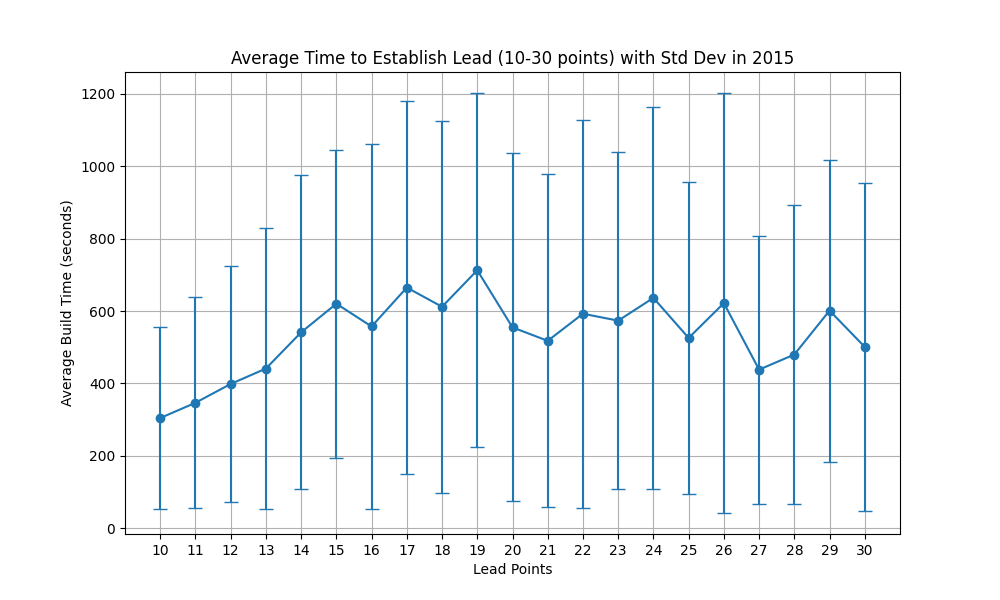 Average Time to Establish Lead (10-30 points) with Std Dev in 2015
1200
1000
800
600
400
200
0
Average Build Time (seconds)
10 11 12 13 14 15 16 17 18 19 20 21 22 23 24 25 26 27 28 29 30
Lead Points